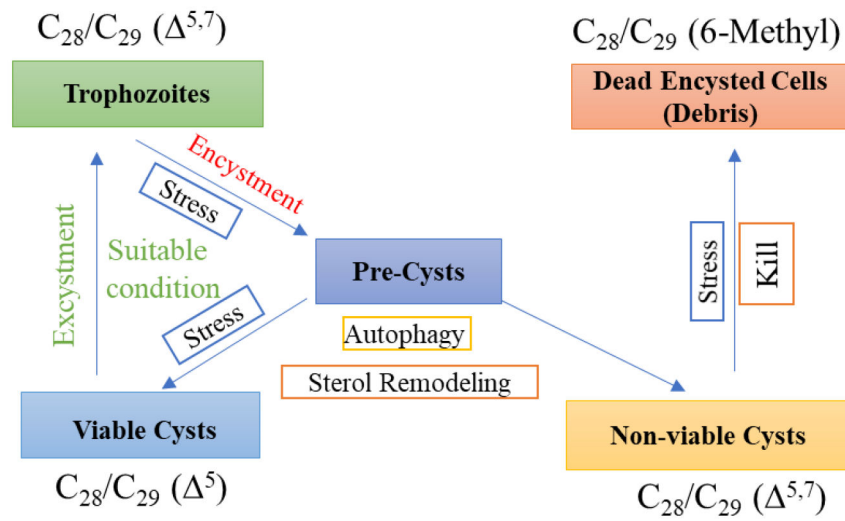 C₂₈/C₂₉ (Δ⁵,⁷)
Trophozoites
C₂₈/C₂₉ (6-Methyl)
Dead Encysted Cells
(Debris)
Encystment
Stress
Excystment
Suitable
condition
Stress
Pre-Cysts
Autophagy
Sterol Remodeling
Stress
Kill
Viable Cysts
C₂₈/C₂₉ (Δ⁵)
Non-viable Cysts
C₂₈/C₂₉ (Δ⁵,⁷)